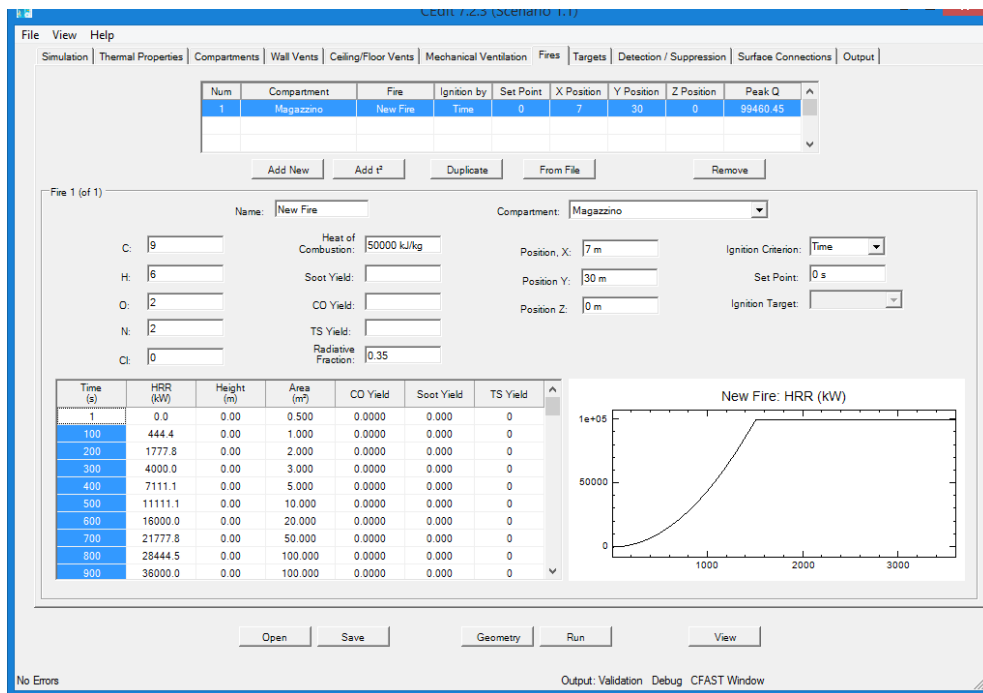 CEdit 7.2.3 (Scenario 1.1)
File View Help
Simulation Thermal Properties Compartments Wall Vents Ceiling/Floor Vents Mechanical Ventilation Fires Targets Detection / Suppression Surface Connections Output
Num Compartment Fire Ignition by Set Point X Position Y Position Z Position Peak Q
1 Magazzino New Fire Time 0 7 30 0 99460.45
Add New Add t² Duplicate From File Remove
Fire 1 (of 1)
Name: New Fire Compartment: Magazzino
C: 9 Heat of Combustion: 50000 kJ/kg Position, X: 7 m Ignition Criterion: Time
H: 6 Soot Yield: Position Y: 30 m Set Point: 0 s
O: 2 CO Yield: Position Z: 0 m Ignition Target:
N: 2 TS Yield:
Cl: 0 Radiative Fraction: 0.35
Time (s) HRR (kW) Height (m) Area (m²) CO Yield Soot Yield TS Yield
1 0.0 0.00 0.500 0.0000 0.000 0
100 444.4 0.00 1.000 0.0000 0.000 0
200 1777.8 0.00 2.000 0.0000 0.000 0
300 4000.0 0.00 3.000 0.0000 0.000 0
400 7111.1 0.00 5.000 0.0000 0.000 0
500 11111.1 0.00 10.000 0.0000 0.000 0
600 16000.0 0.00 20.000 0.0000 0.000 0
700 21777.8 0.00 50.000 0.0000 0.000 0
800 28444.5 0.00 100.000 0.0000 0.000 0
900 36000.0 0.00 100.000 0.0000 0.000 0
New Fire: HRR (kW)
1e+05
50000
0
1000 2000 3000
Open Save Geometry Run View
No Errors Output: Validation Debug CFAST Window